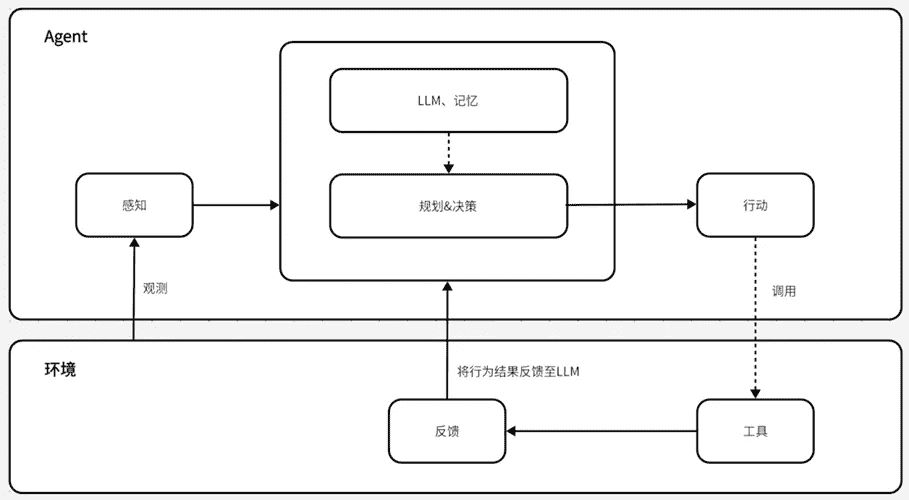 Agent
LLM、记忆
感知
规划&决策
行动
观测
调用
环境
将行为结果反馈至LLM
反馈
工具